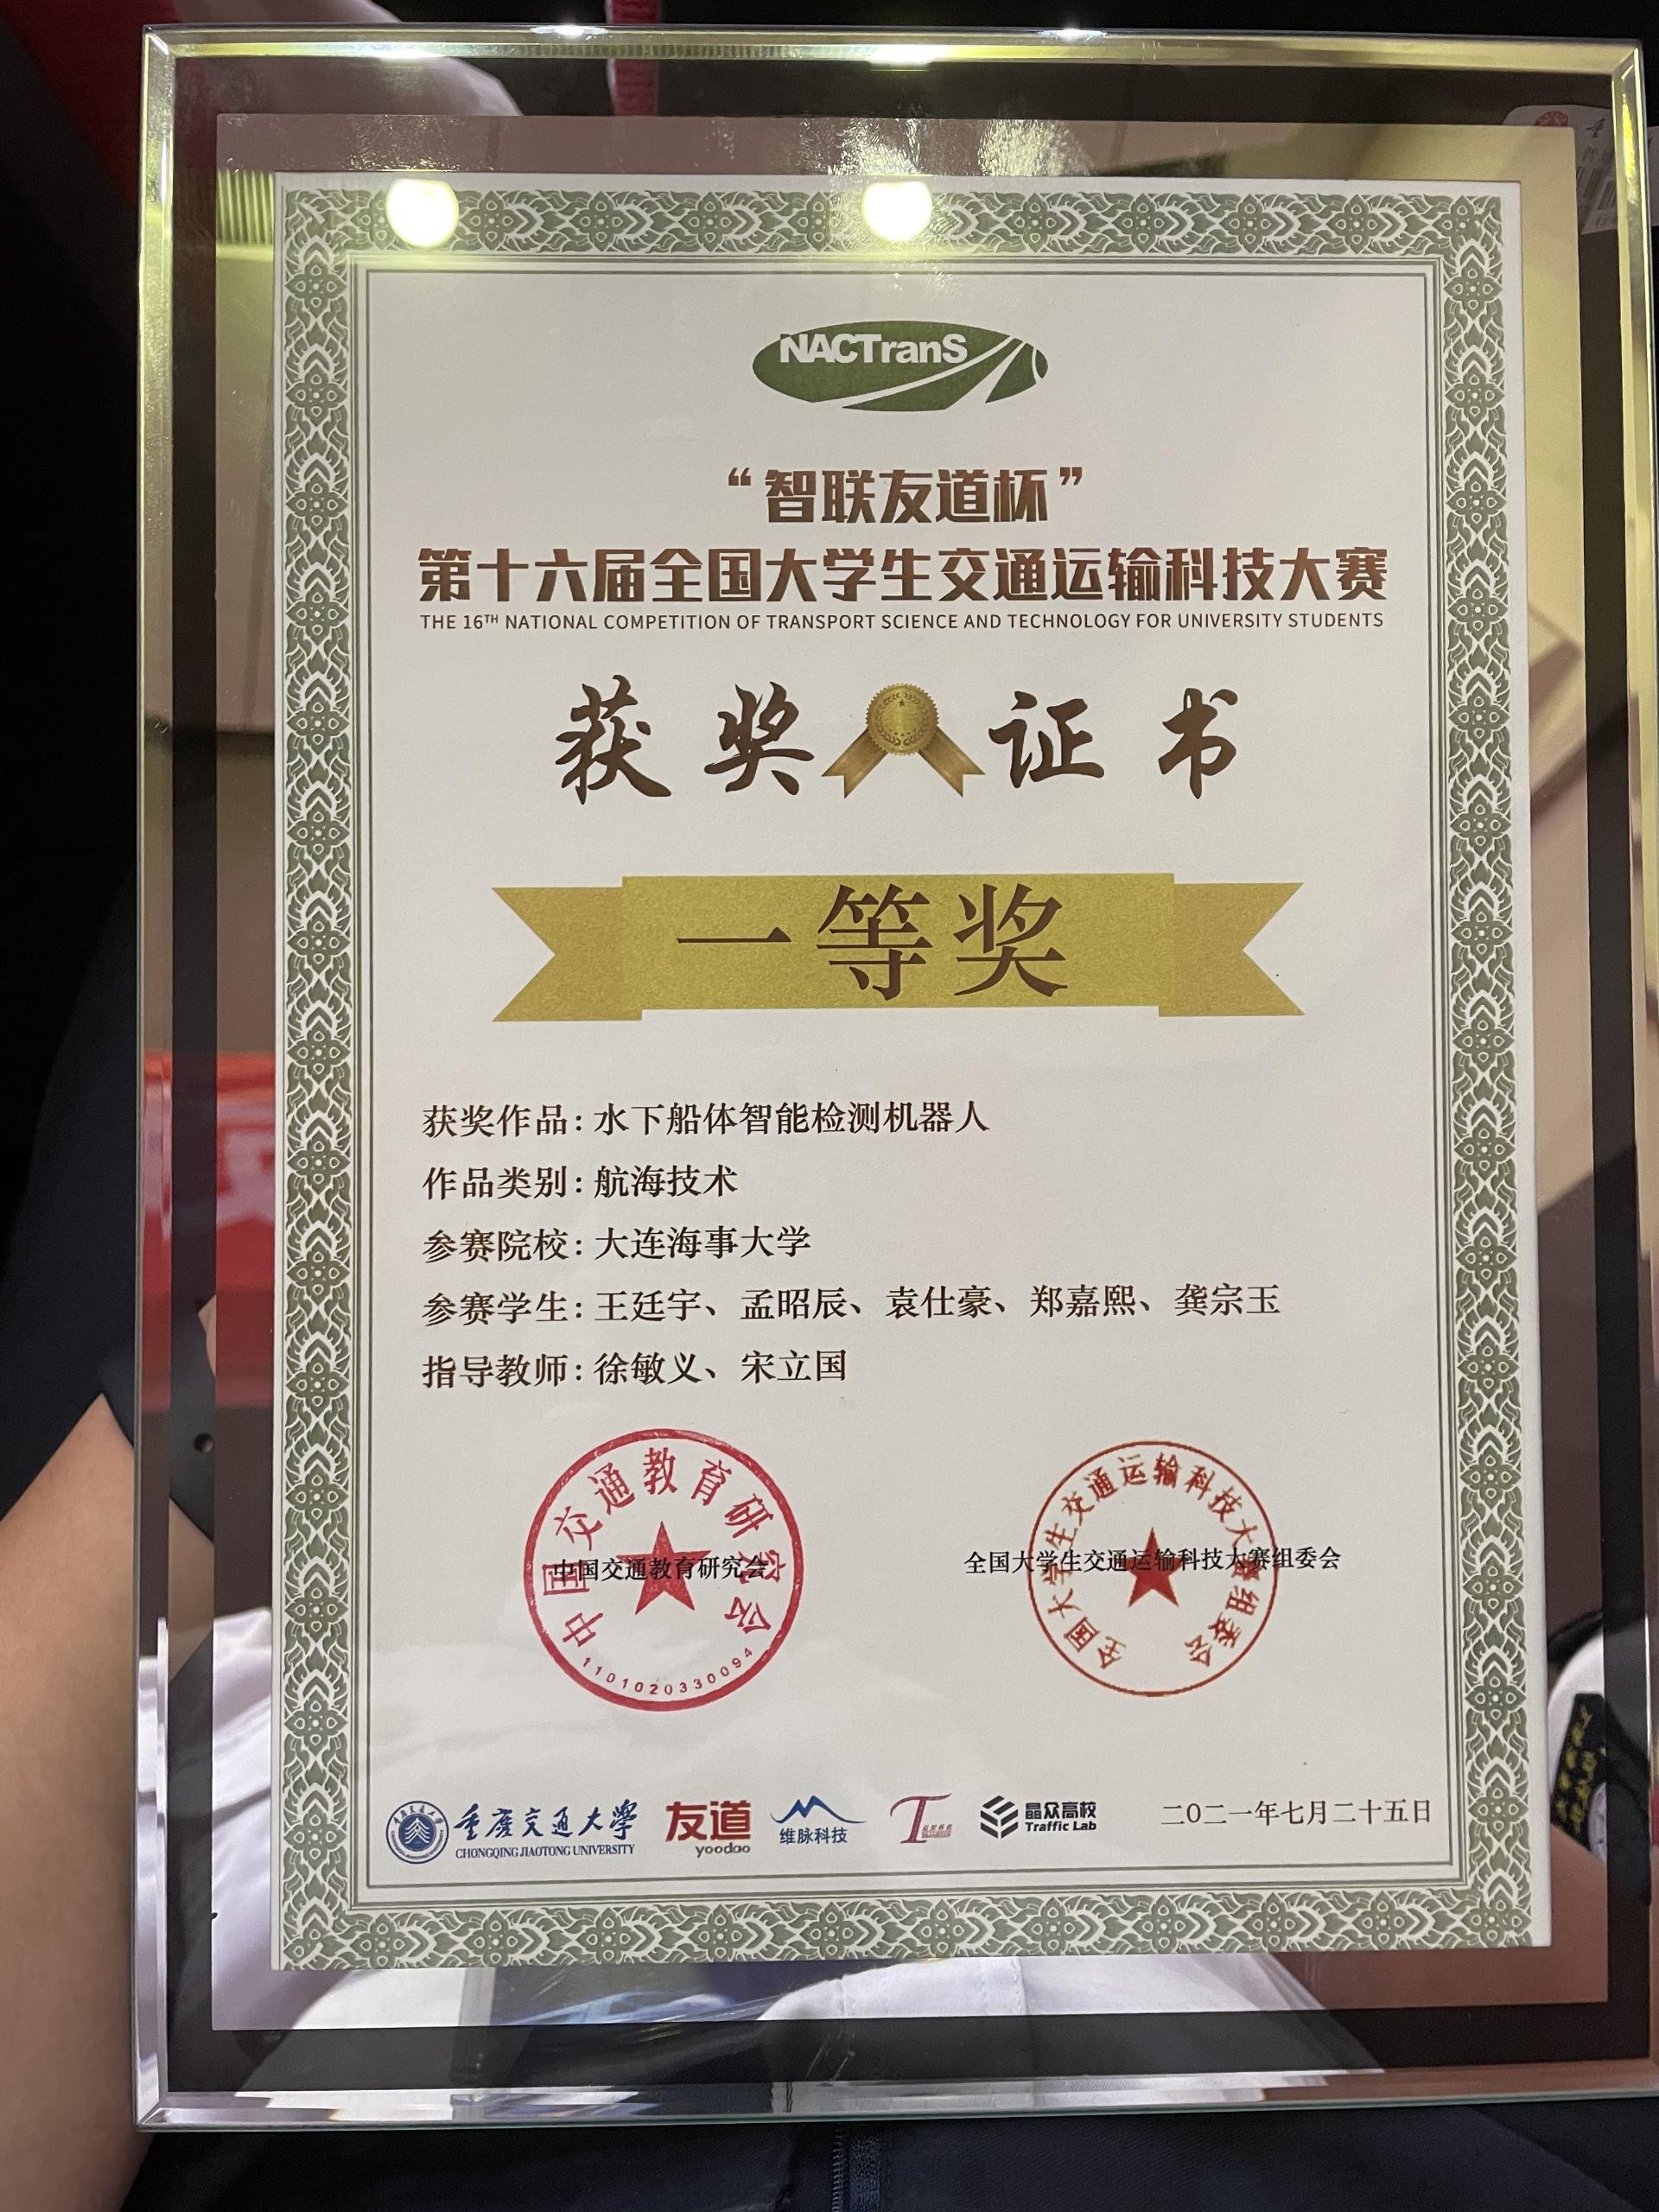 NACTranS
“智联友道杯”
第十六届全国大学生交通运输科技大赛
THE 16TH NATIONAL COMPETITION OF TRANSPORT SCIENCE AND TECHNOLOGY FOR UNIVERSITY STUDENTS
获奖证书
一等奖
获奖作品：水下船体智能检测机器人
作品类别：航海技术
参赛院校：大连海事大学
参赛学生：王廷宇、孟昭辰、袁仕豪、郑嘉熙、龚宗玉
指导教师：徐敏义、宋立国
中国交通教育研究会
中国交通教育研究会
1101020330094
全国大学生交通运输科技大赛组委会
全国大学生交通运输科技大赛组委会
重庆交通大学
CHONGQING JIAOTONG UNIVERSITY
友道
yoodao
维脉科技
晶众高校
Traffic Lab
二〇二一年七月二十五日